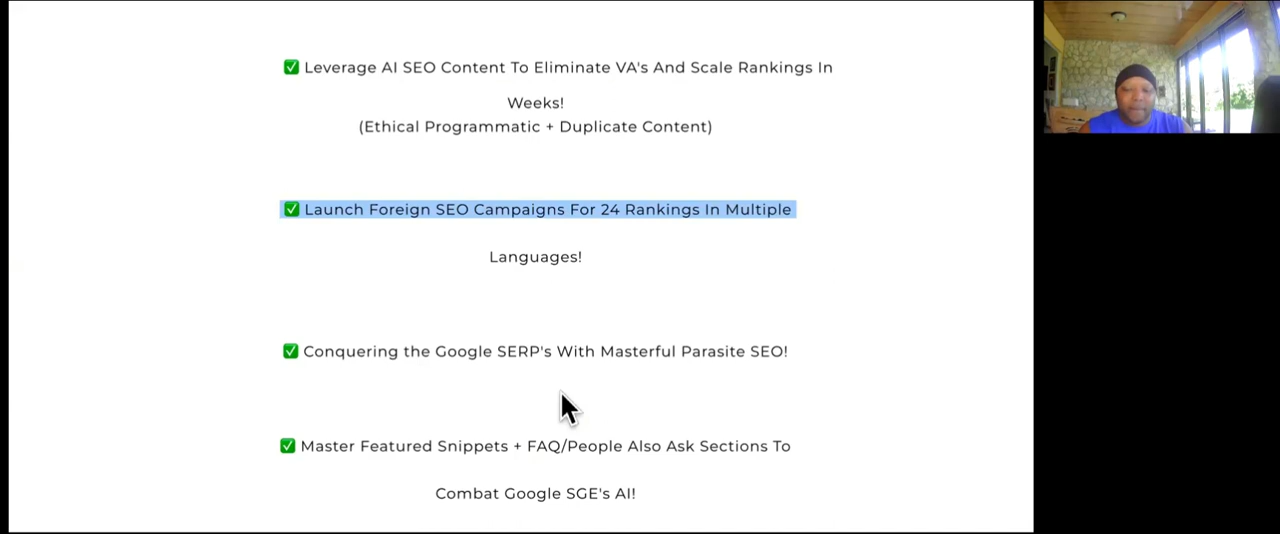 ✅ Leverage AI SEO Content To Eliminate VA's And Scale Rankings In
Weeks!
(Ethical Programmatic + Duplicate Content)
✅ Launch Foreign SEO Campaigns For 24 Rankings In Multiple
Languages!
✅ Conquering the Google SERP's With Masterful Parasite SEO!
✅ Master Featured Snippets + FAQ/People Also Ask Sections To
Combat Google SGE's AI!